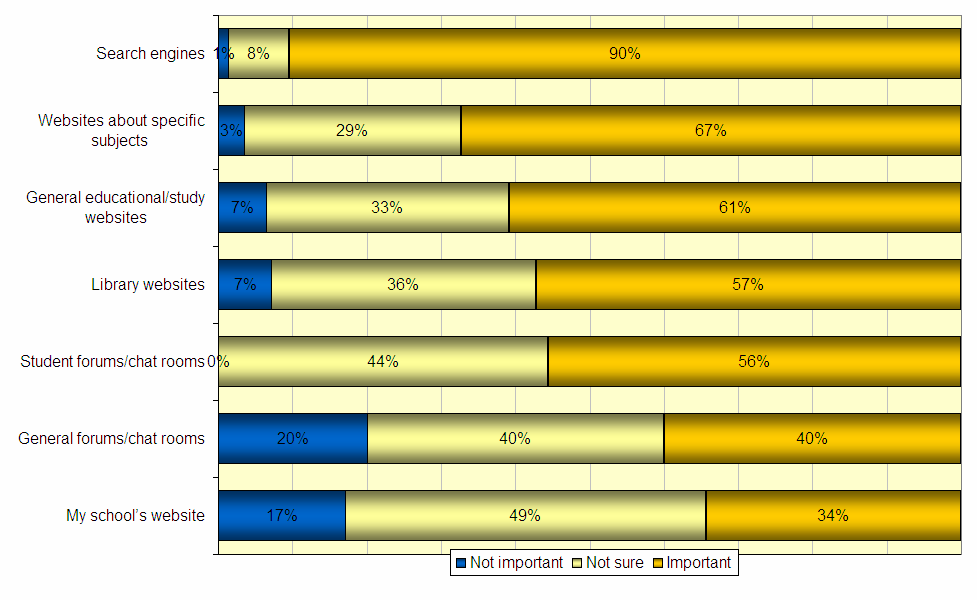 Search engines 1% 8% 90%
Websites about specific
subjects 3% 29% 67%
General educational/study
websites 7% 33% 61%
Library websites 7% 36% 57%
Student forums/chat rooms 0% 44% 56%
General forums/chat rooms 20% 40% 40%
My school’s website 17% 49% 34%
Not important Not sure Important